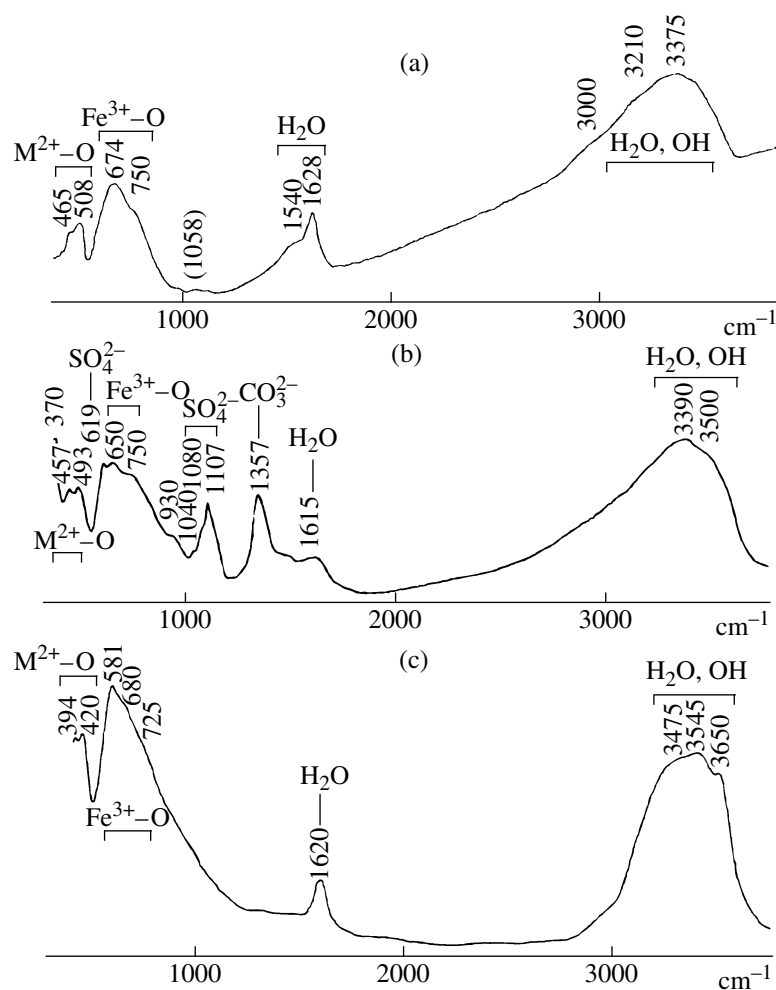 (a)
3000
3210
3375
Fe³⁺–O
M²⁺–O
H₂O
H₂O, OH
465
508
674
750
(1058)
1540
1628
1000
2000
3000
cm⁻¹
(b)
SO₄²⁻
Fe³⁺–O
SO₄²⁻
CO₃²⁻
H₂O
H₂O, OH
370
457
493
619
650
750
930
1040
1080
1107
1357
1615
3390
3500
M²⁺–O
1000
2000
3000
cm⁻¹
(c)
M²⁺–O
394
420
581
680
725
Fe³⁺–O
H₂O
1620
H₂O, OH
3475
3545
3650
1000
2000
3000
cm⁻¹